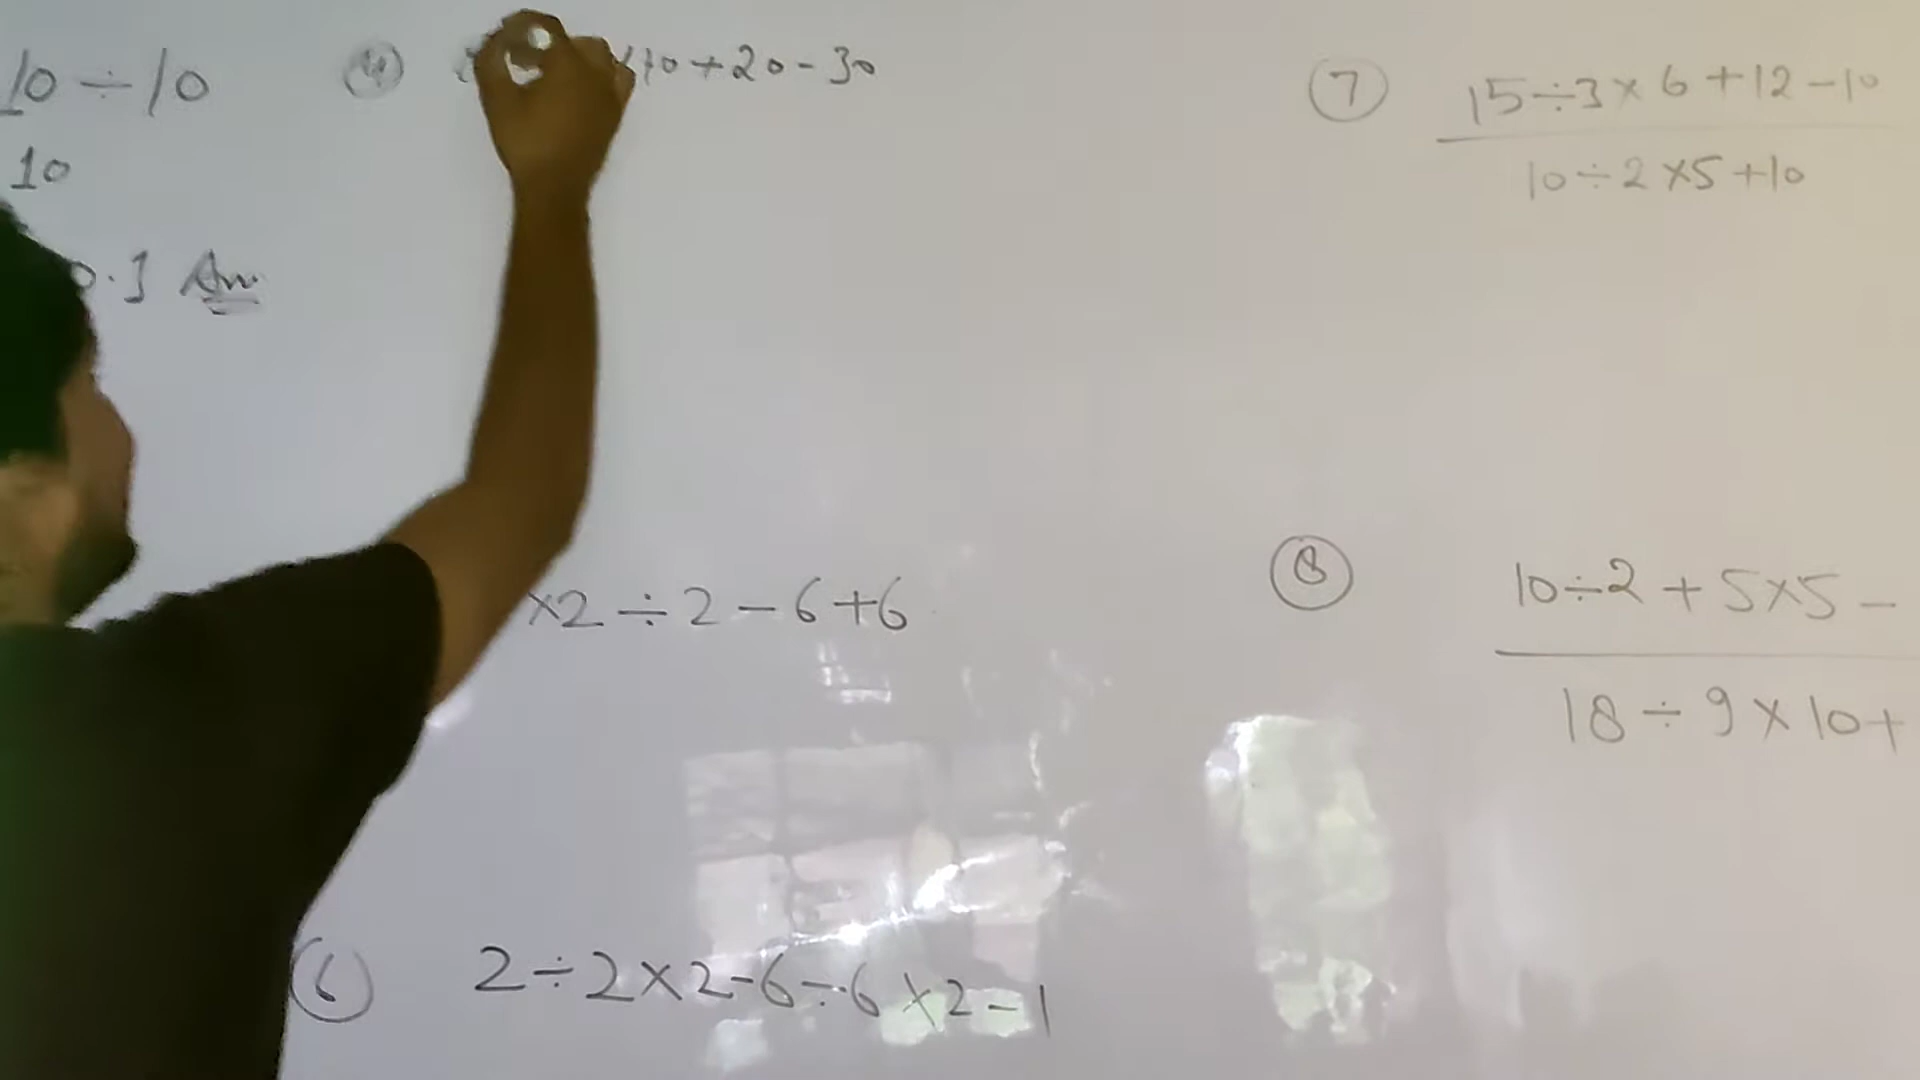 10 ÷ 10
10
0.1 Ans.
④ 10 + 20 - 30
×2 ÷ 2 - 6 + 6
⑥ 2 ÷ 2 × 2 - 6 ÷ 6 × 2 - 1
⑦ 15 ÷ 3 × 6 + 12 - 10
10 ÷ 2 × 5 + 10
⑧ 10 ÷ 2 + 5 × 5 -
18 ÷ 9 × 10 +